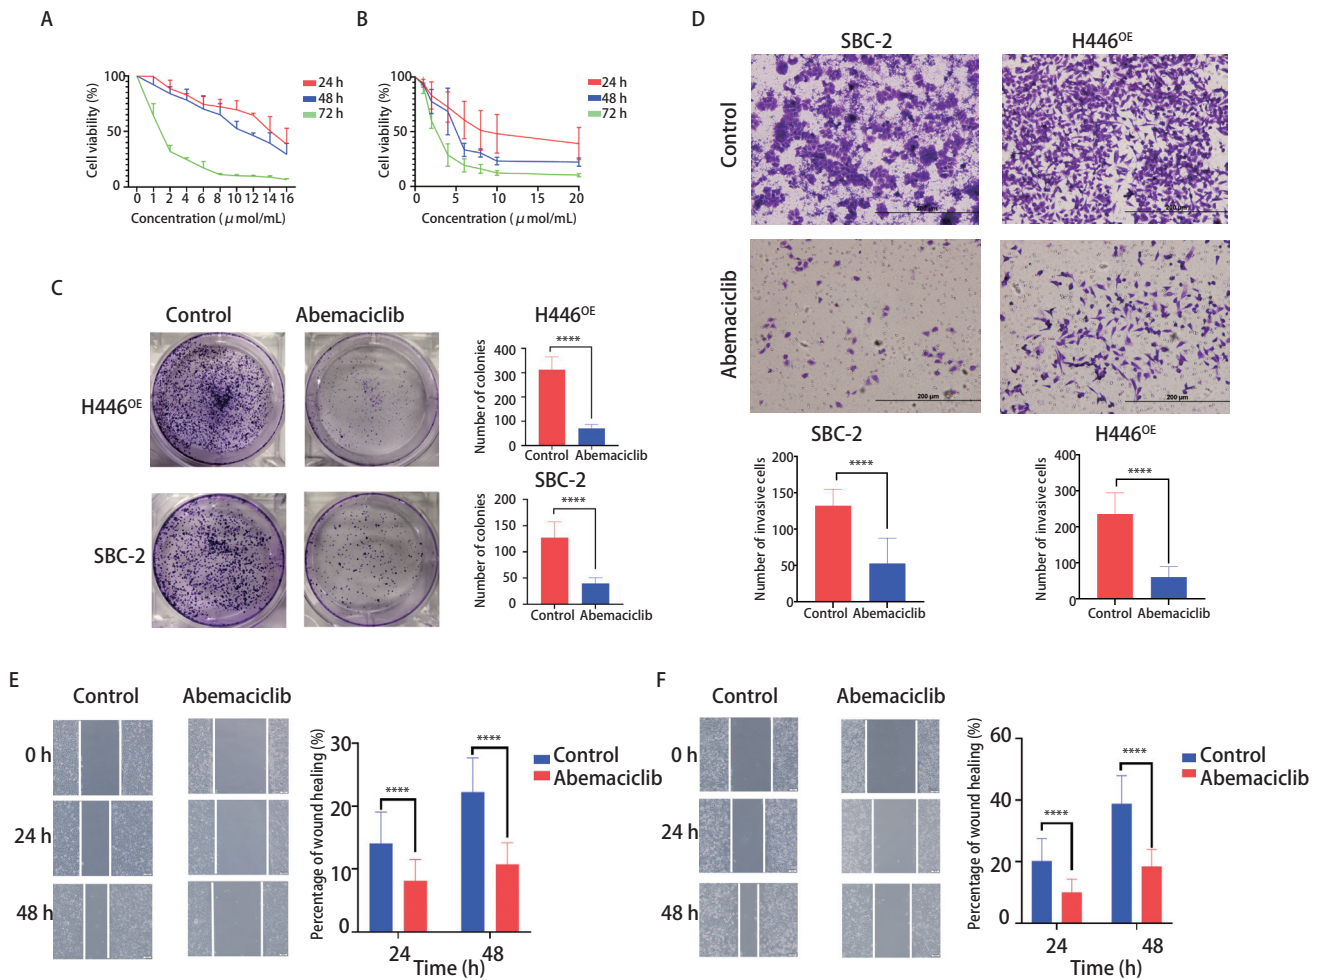 A
100
50
0
Cell viability (%)
0 1 2 4 6 8 10 12 14 16
Concentration ( μ mol/mL)
24 h
48 h
72 h
B
100
50
0
Cell viability (%)
0 5 10 15 20
Concentration ( μ mol/mL)
24 h
48 h
72 h
C
Control Abemaciclib
H446OE
SBC-2
H446OE
****
400
300
200
100
0
Number of colonies
Control Abemaciclib
SBC-2
****
200
150
100
50
0
Number of colonies
Control Abemaciclib
D
SBC-2 H446OE
Control
200 μm
200 μm
Abemaciclib
200 μm
200 μm
SBC-2
****
200
150
100
50
0
Number of invasive cells
Control Abemaciclib
H446OE
****
400
300
200
100
0
Number of invasive cells
Control Abemaciclib
E
Control Abemaciclib
0 h
24 h
48 h
30
20
10
0
Percentage of wound healing (%)
****
****
24 48
Time (h)
Control
Abemaciclib
F
Control Abemaciclib
0 h
24 h
48 h
60
40
20
0
Percentage of wound healing (%)
****
****
24 48
Time (h)
Control
Abemaciclib